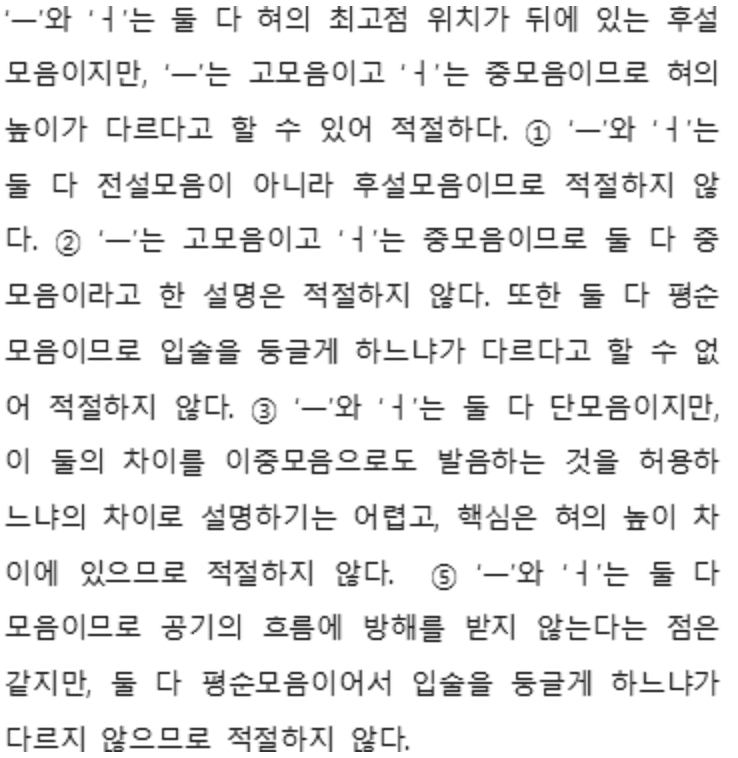 ‘ㅡ’와 ‘ㅓ’는 둘 다 혀의 최고점 위치가 뒤에 있는 후설
모음이지만, ‘ㅡ’는 고모음이고 ‘ㅓ’는 중모음이므로 혀의
높이가 다르다고 할 수 있어 적절하다. ① ‘ㅡ’와 ‘ㅓ’는
둘 다 전설모음이 아니라 후설모음이므로 적절하지 않
다. ② ‘ㅡ’는 고모음이고 ‘ㅓ’는 중모음이므로 둘 다 중
모음이라고 한 설명은 적절하지 않다. 또한 둘 다 평순
모음이므로 입술을 둥글게 하느냐가 다르다고 할 수 없
어 적절하지 않다. ③ ‘ㅡ’와 ‘ㅓ’는 둘 다 단모음이지만,
이 둘의 차이를 이중모음으로도 발음하는 것을 허용하
느냐의 차이로 설명하기는 어렵고, 핵심은 혀의 높이 차
이에 있으므로 적절하지 않다. ⑤ ‘ㅡ’와 ‘ㅓ’는 둘 다
모음이므로 공기의 흐름에 방해를 받지 않는다는 점은
같지만, 둘 다 평순모음이어서 입술을 둥글게 하느냐가
다르지 않으므로 적절하지 않다.